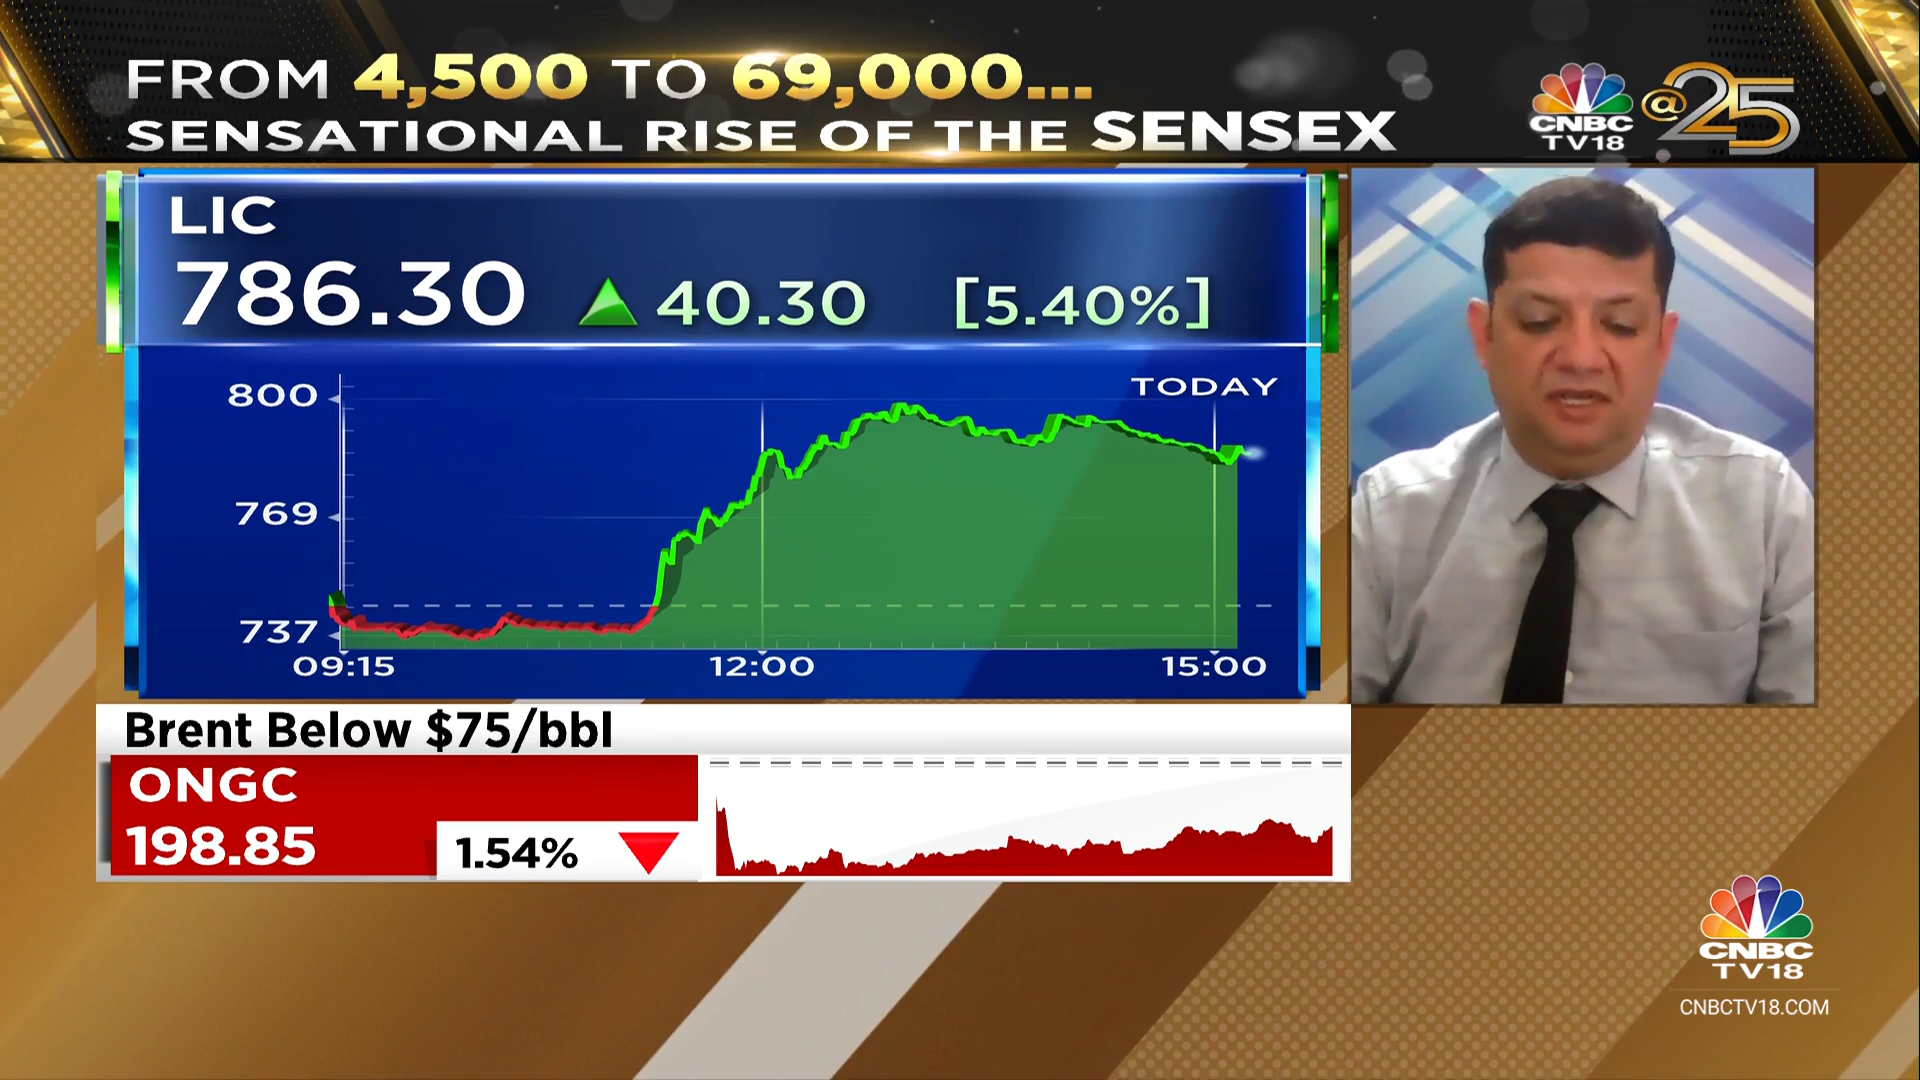 FROM 4,500 TO 69,000...
SENSATIONAL RISE OF THE SENSEX
CNBC
TV18
@25
LIC
786.30 ▲ 40.30 [5.40%]
TODAY
800
769
737
09:15 12:00 15:00
Brent Below $75/bbl
ONGC
198.85 1.54% ▼
CNBC
TV18
CNBCTV18.COM